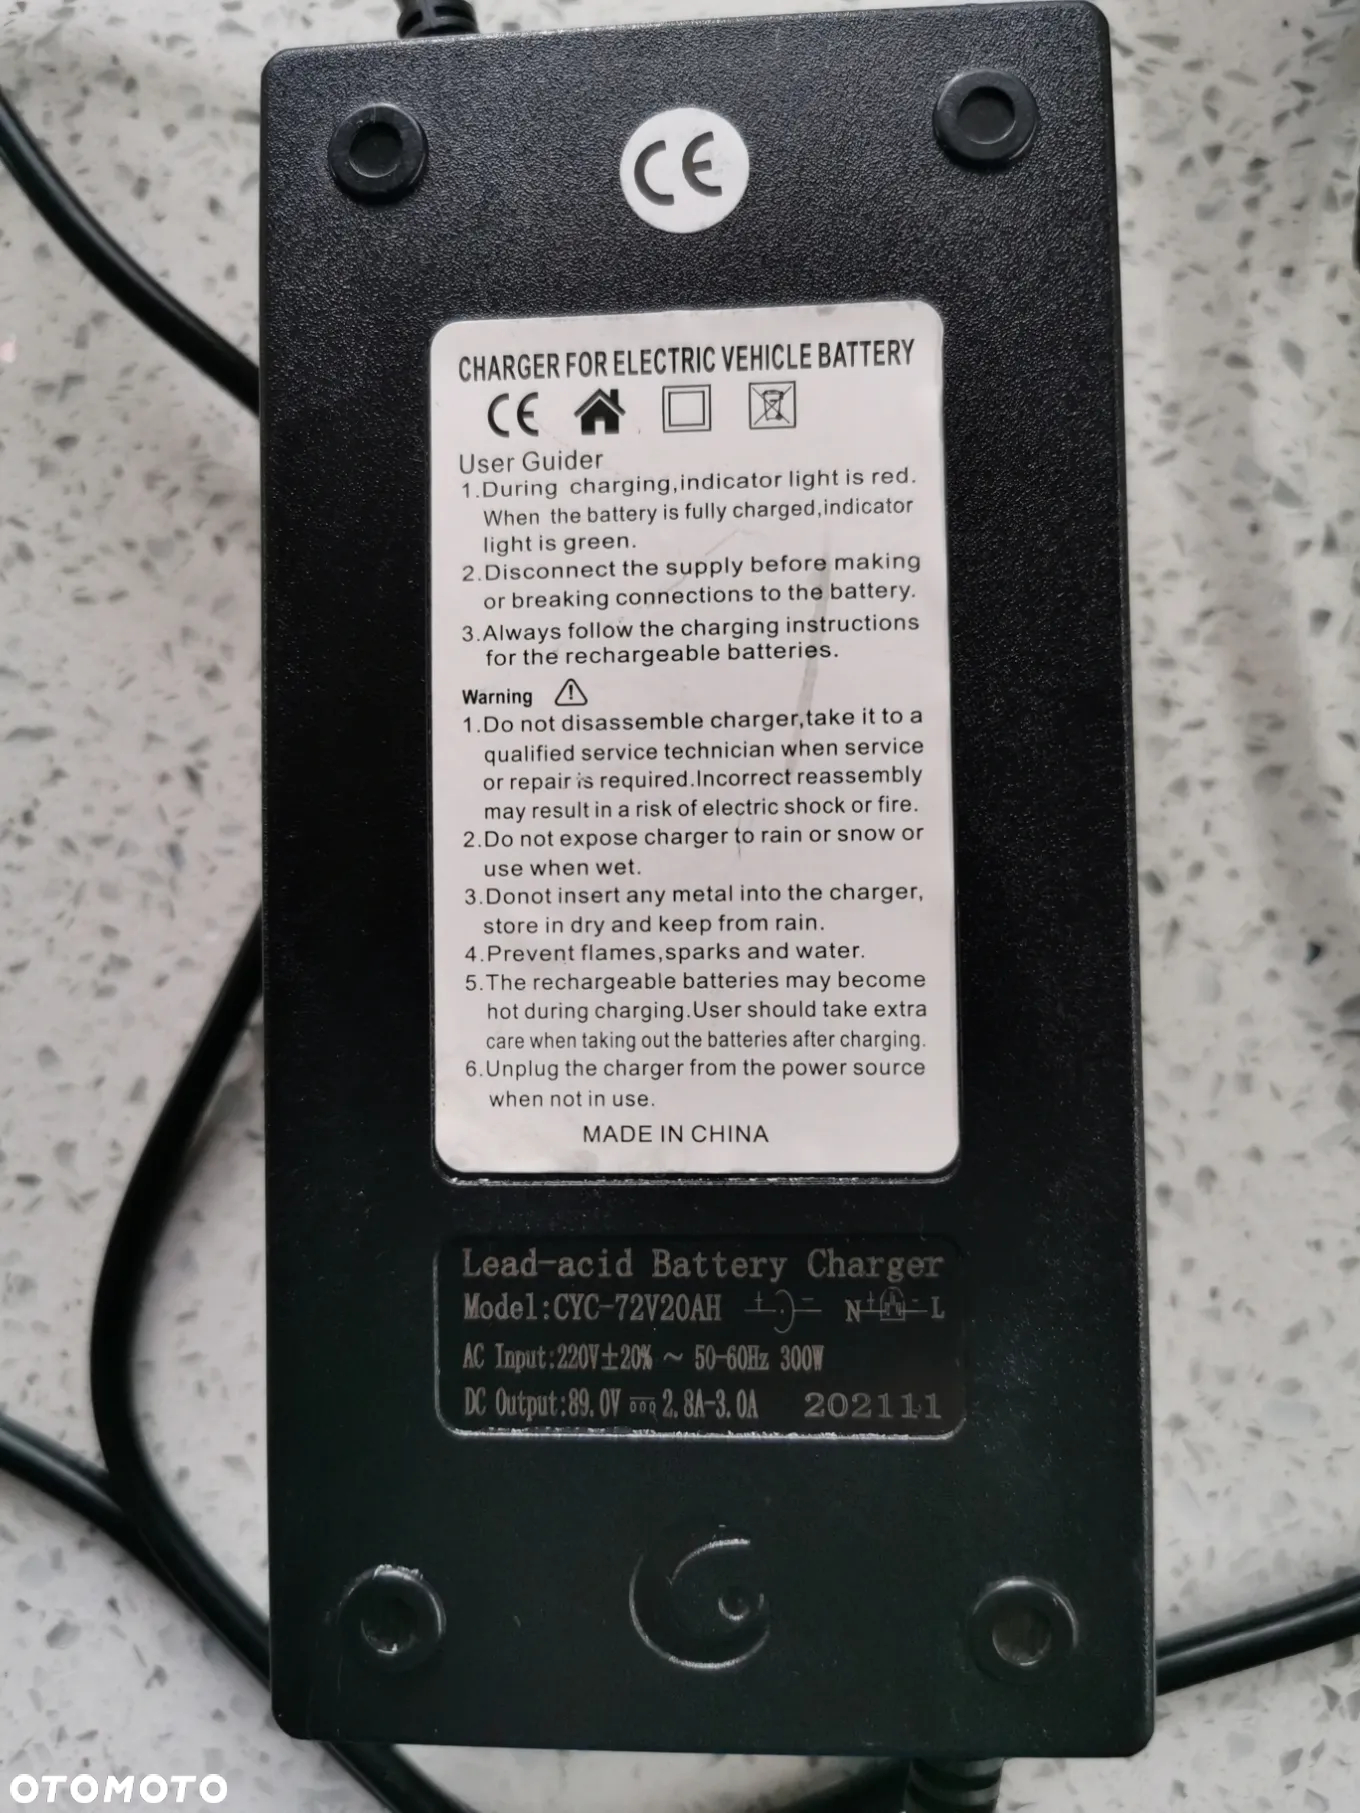 CE
CHARGER FOR ELECTRIC VEHICLE BATTERY
CE
User Guider
1.During charging,indicator light is red.
When the battery is fully charged,indicator
light is green.
2.Disconnect the supply before making
or breaking connections to the battery.
3.Always follow the charging instructions
for the rechargeable batteries.
Warning
1.Do not disassemble charger,take it to a
qualified service technician when service
or repair is required.Incorrect reassembly
may result in a risk of electric shock or fire.
2.Do not expose charger to rain or snow or
use when wet.
3.Donot insert any metal into the charger,
store in dry and keep from rain.
4.Prevent flames,sparks and water.
5.The rechargeable batteries may become
hot during charging.User should take extra
care when taking out the batteries after charging.
6.Unplug the charger from the power source
when not in use.
MADE IN CHINA
Lead-acid Battery Charger
Model:CYC-72V20AH + - N + - L
AC Input:220V±20% ~ 50-60Hz 300W
DC Output:89.0V 2.8A-3.0A 202111
OTOMOTO